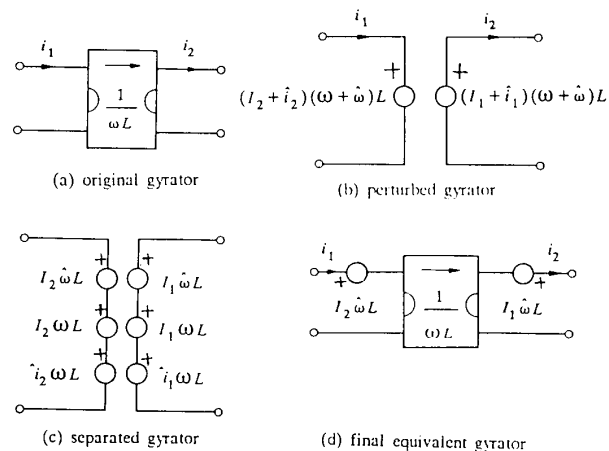 i₁
i₂
1
ωL
(a) original gyrator
i₁
i₂
+
+
(I₂ + î₂)(ω + ω̂)L
(I₁ + î₁)(ω + ω̂)L
(b) perturbed gyrator
+
+
I₂ ω̂L
I₁ ω̂L
+
+
I₂ ωL
I₁ ωL
+
+
î₂ ωL
î₁ ωL
(c) separated gyrator
i₁
i₂
+
+
I₂ ω̂L
1
ωL
I₁ ω̂L
(d) final equivalent gyrator